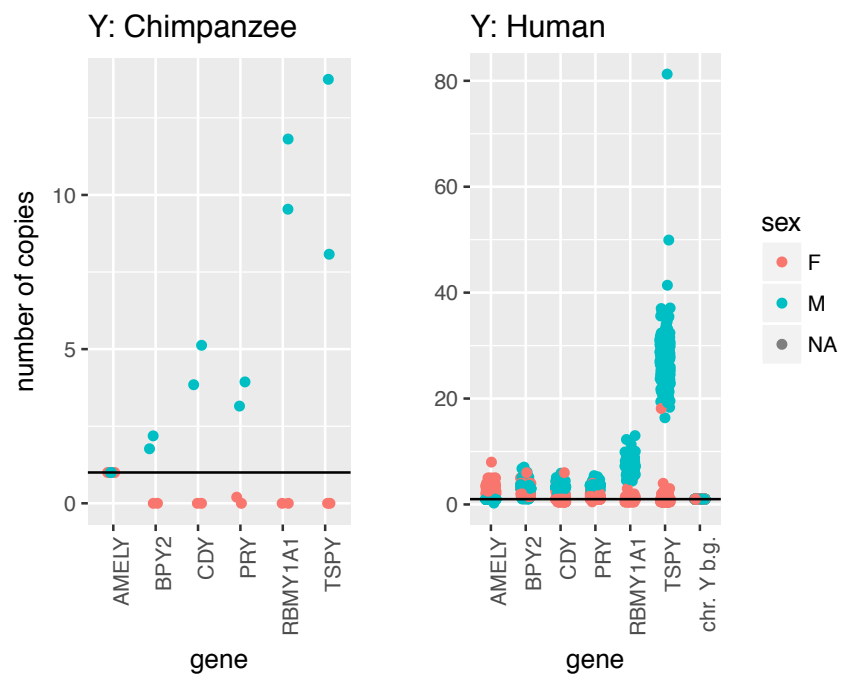 Y: Chimpanzee
number of copies
10
5
0
AMELY
BPY2
CDY
PRY
RBMY1A1
TSPY
gene
Y: Human
80
60
40
20
0
AMELY
BPY2
CDY
PRY
RBMY1A1
TSPY
chr. Y b.g.
gene
sex
F
M
NA